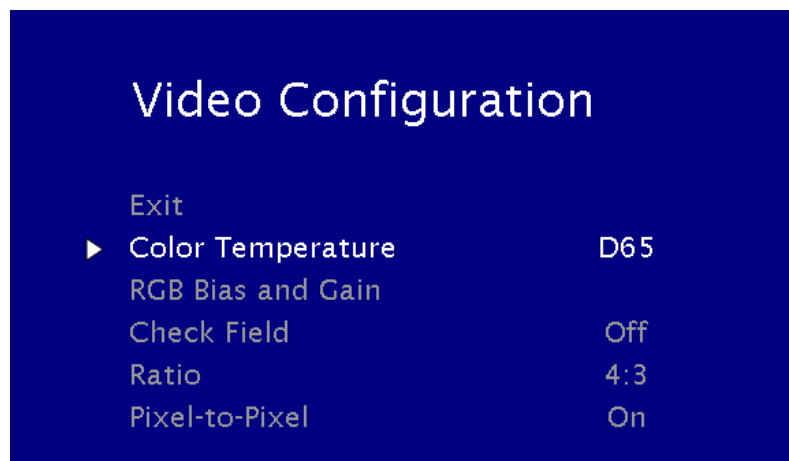 Video Configuration
Exit
Color Temperature D65
RGB Bias and Gain
Check Field Off
Ratio 4:3
Pixel-to-Pixel On